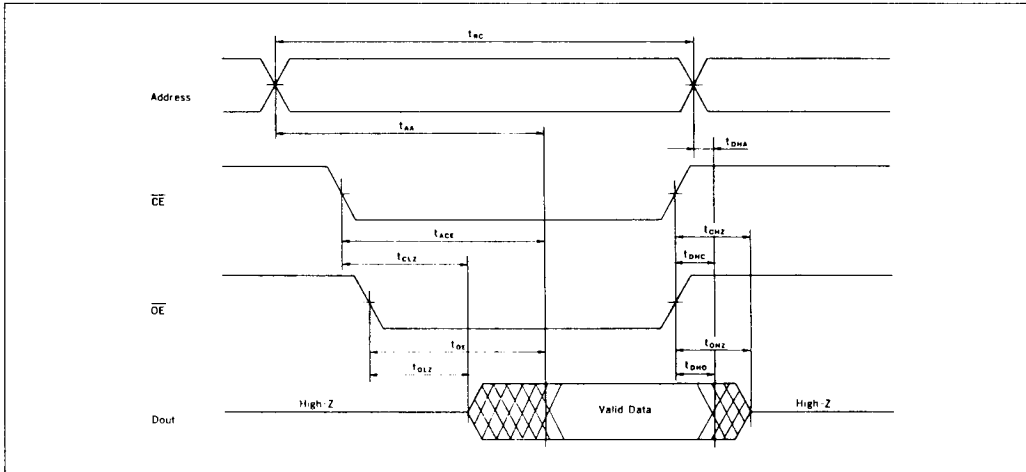 tRC
Address
tAA
tDHA
CE
tACE
tCHZ
tCLZ
tDHC
OE
tOE
tOHZ
tOLZ
tDHO
High-Z
Valid Data
High-Z
Dout